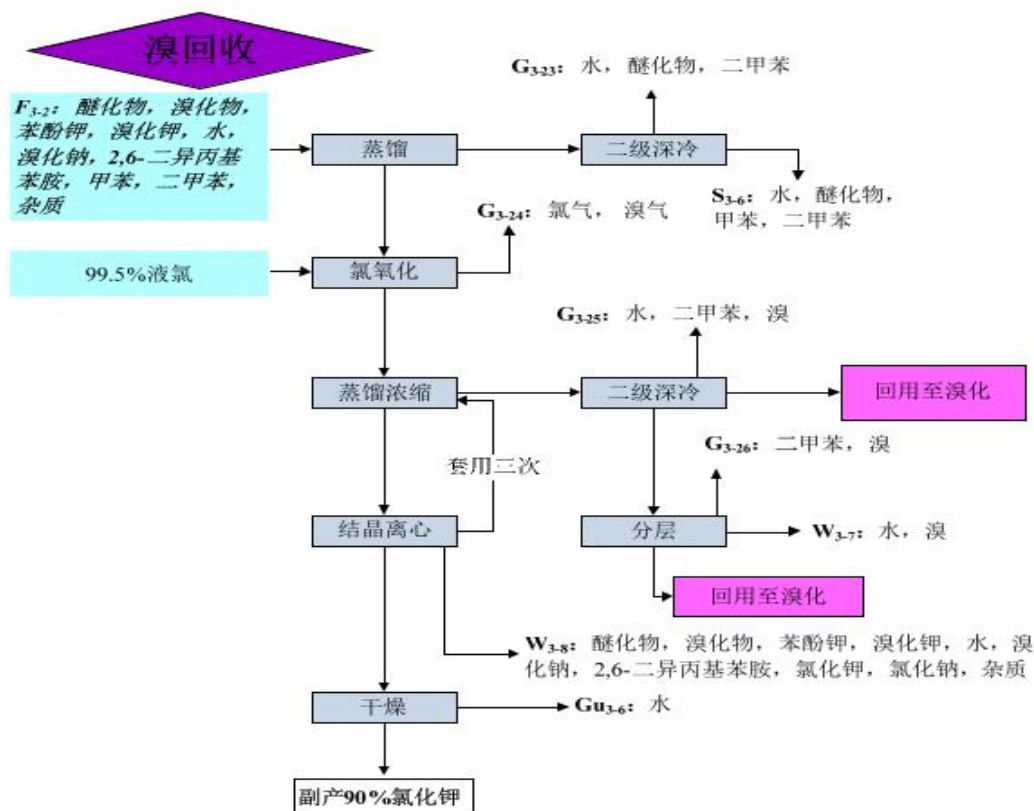 溴回收
F3-2：醚化物，溴化物，
苯酚钾，溴化钾，水，
溴化钠，2,6-二异丙基
苯胺，甲苯，二甲苯，
杂质
G3-23：水，醚化物，二甲苯
蒸馏
二级深冷
S3-6：水，醚化物，
甲苯，二甲苯
G3-24：氯气，溴气
99.5%液氯
氯氧化
G3-25：水，二甲苯，溴
蒸馏浓缩
二级深冷
回用至溴化
套用三次
G3-26：二甲苯，溴
结晶离心
分层
W3-7：水，溴
回用至溴化
W3-8：醚化物，溴化物，苯酚钾，溴化钾，水，溴
化钠，2,6-二异丙基苯胺，氯化钾，氯化钠，杂质
干燥
Gu3-6：水
副产90%氯化钾